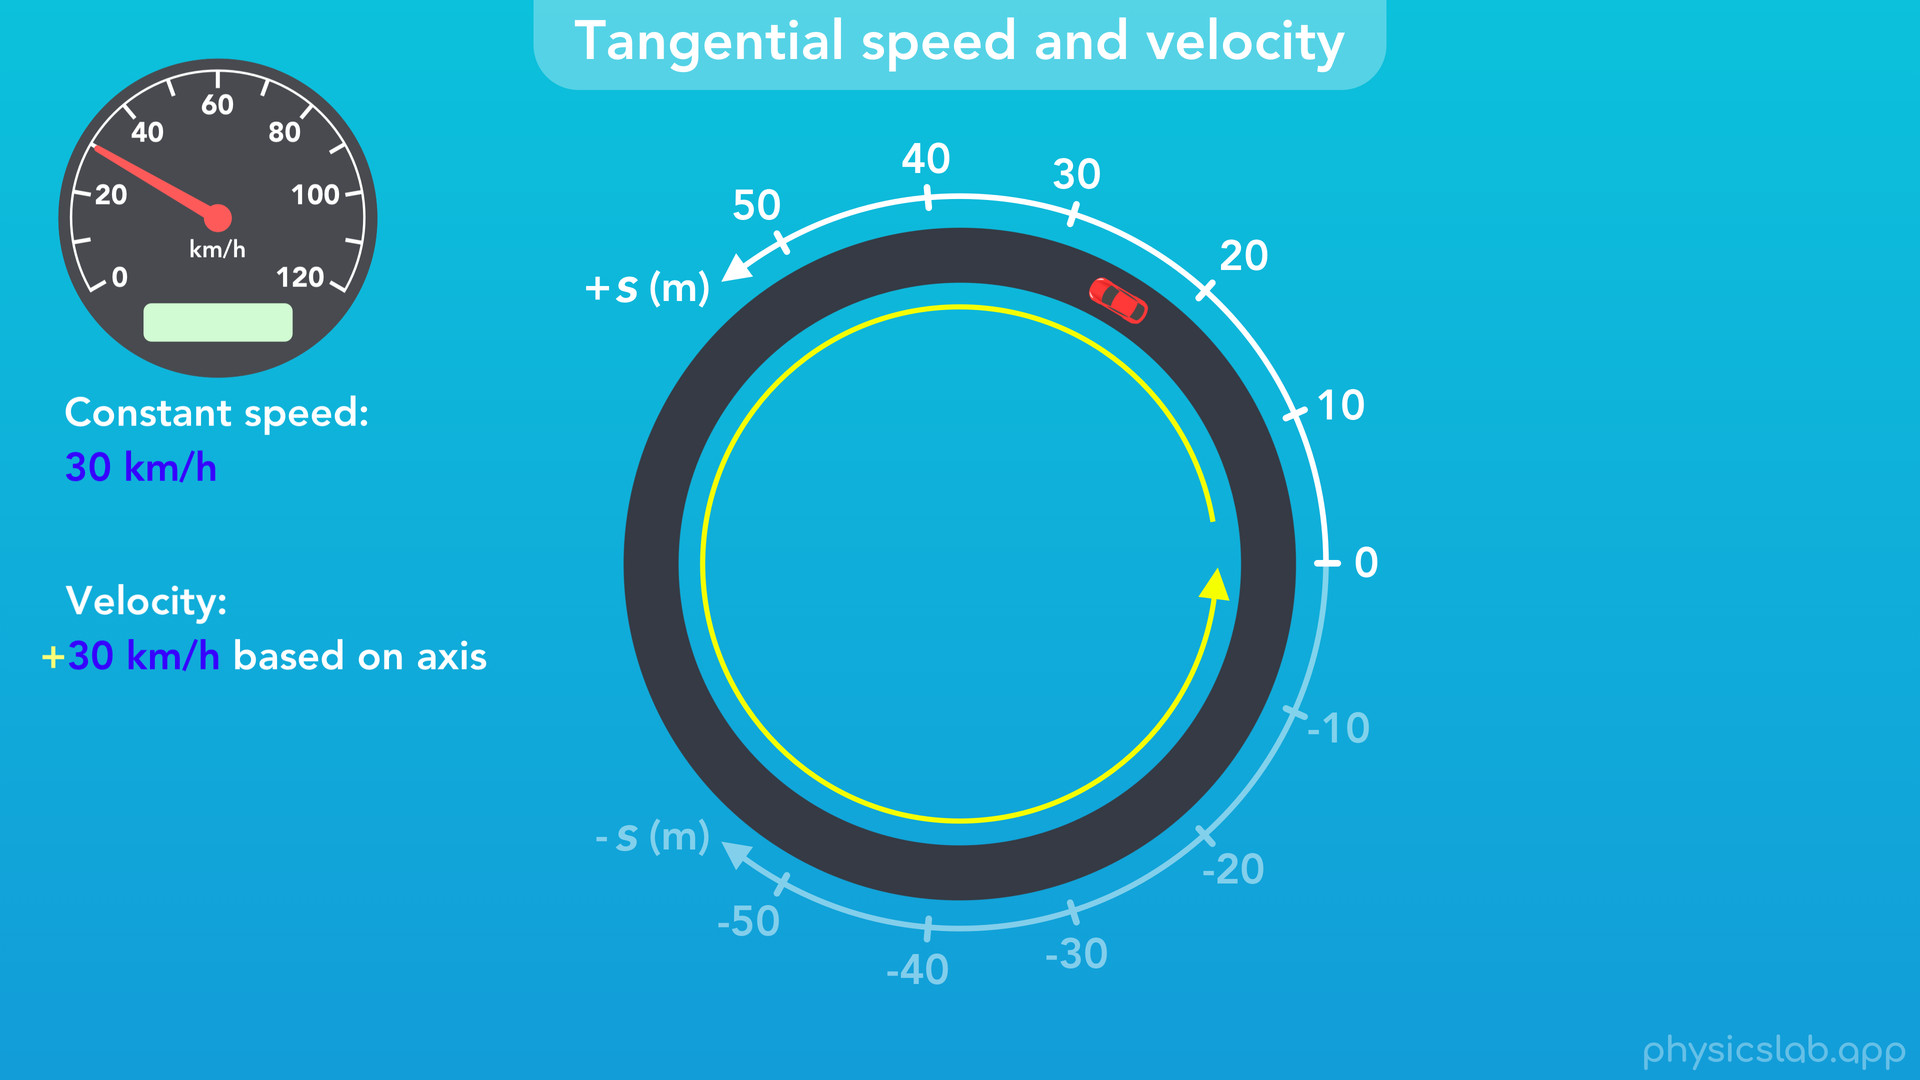 Tangential speed and velocity
60
40
80
20
100
km/h
0
120
Constant speed:
30 km/h
Velocity:
+30 km/h based on axis
40
30
50
20
+s (m)
10
0
-10
-s (m)
-20
-50
-30
-40
physicslab.app